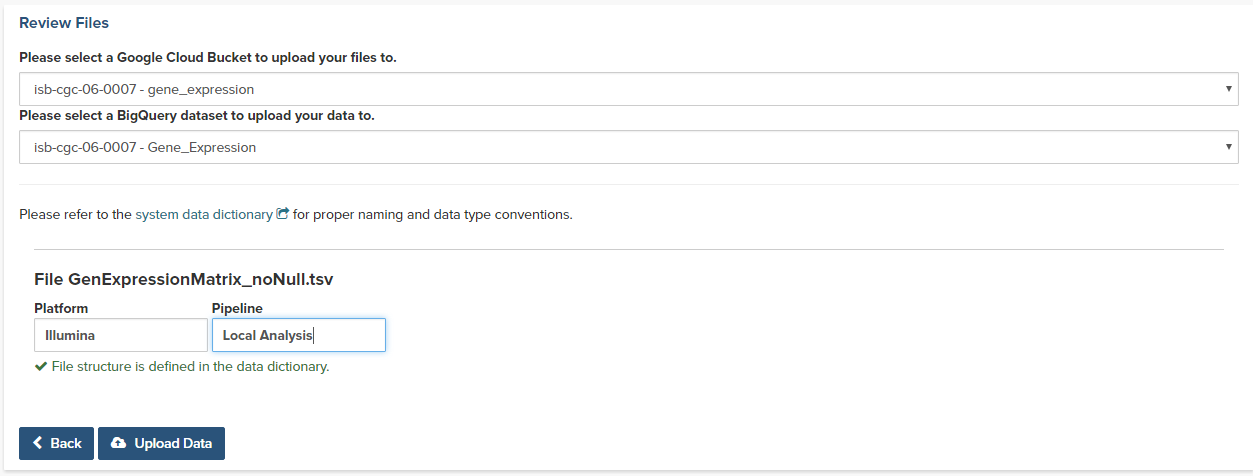 Review Files
Please select a Google Cloud Bucket to upload your files to.
isb-cgc-06-0007 - gene_expression
Please select a BigQuery dataset to upload your data to.
isb-cgc-06-0007 - Gene_Expression
Please refer to the system data dictionary for proper naming and data type conventions.
File GenExpressionMatrix_noNull.tsv
Platform Pipeline
Illumina Local Analysis
File structure is defined in the data dictionary.
Back Upload Data